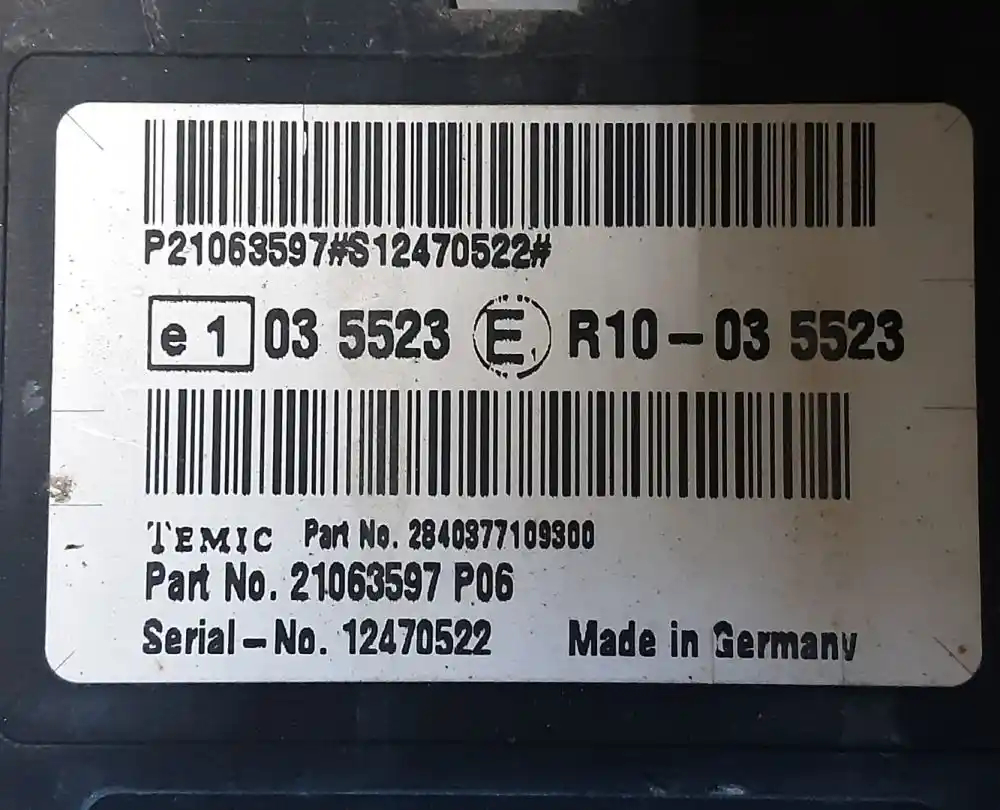 P21063597#S12470522#
e 1 03 5523 E 1 R10-03 5523
TEMIC Part No. 2840377109300
Part No. 21063597 P06
Serial-No. 12470522 Made in Germany